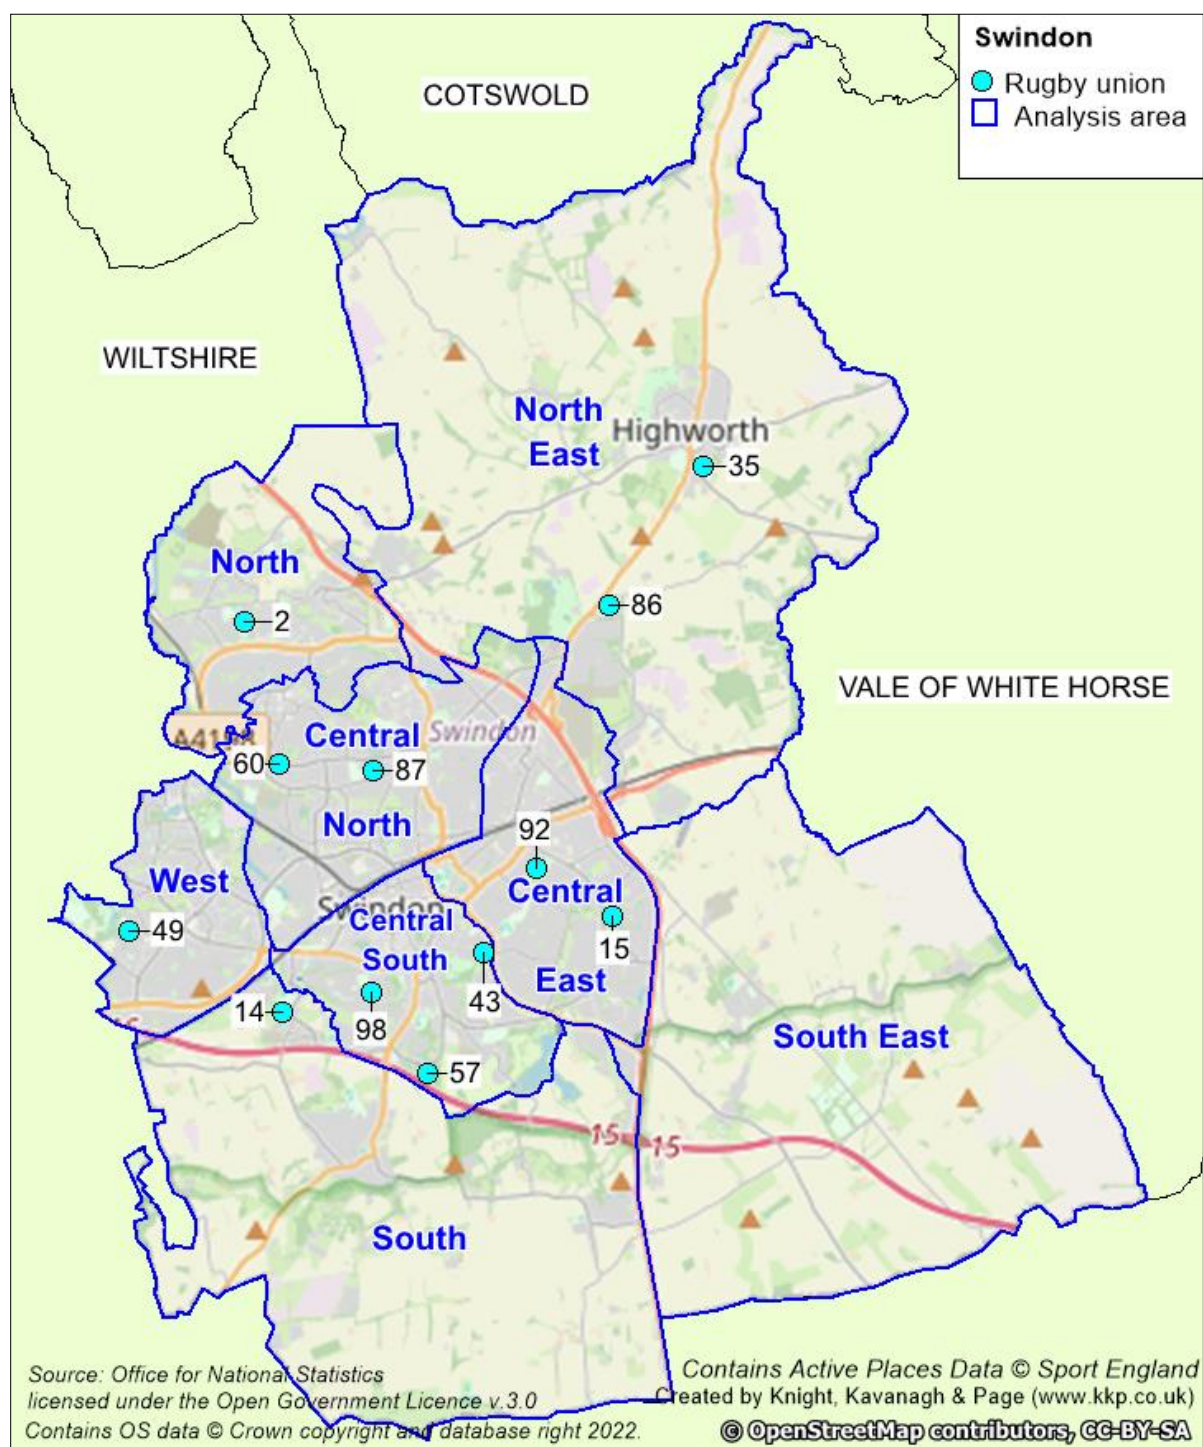 Swindon
Rugby union
Analysis area
COTSWOLD
WILTSHIRE
North
East
Highworth
35
North
2
86
VALE OF WHITE HORSE
Central
Swindon
60
87
North
92
West
Central
Swindon
Central
South
49
15
East
43
14
98
South East
57
15
15
South
Source: Office for National Statistics
licensed under the Open Government Licence v.3.0
Contains OS data © Crown copyright and database right 2022.
Contains Active Places Data © Sport England
Created by Knight, Kavanagh & Page (www.kkp.co.uk)
© OpenStreetMap contributors, CC-BY-SA